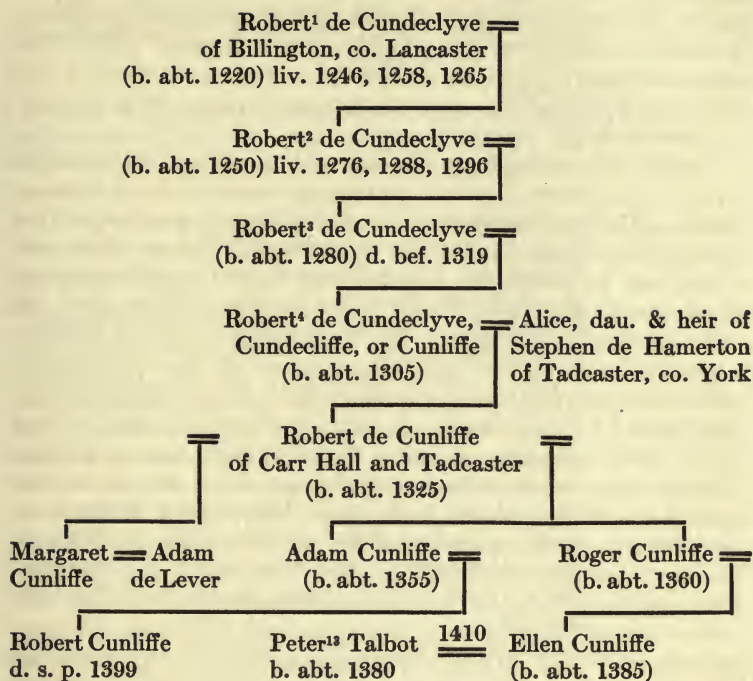 Robert¹ de Cundeclyve
of Billington, co. Lancaster
(b. abt. 1220) liv. 1246, 1258, 1265
Robert² de Cundeclyve
(b. abt. 1250) liv. 1276, 1288, 1296
Robert³ de Cundeclyve
(b. abt. 1280) d. bef. 1319
Robert⁴ de Cundeclyve,
Cundecliffe, or Cunliffe
(b. abt. 1305)
Alice, dau. & heir of
Stephen de Hamerton
of Tadcaster, co. York
Robert de Cunliffe
of Carr Hall and Tadcaster
(b. abt. 1325)
Margaret
Cunliffe
Adam
de Lever
Adam Cunliffe
(b. abt. 1355)
Roger Cunliffe
(b. abt. 1360)
Robert Cunliffe
d. s. p. 1399
Peter¹³ Talbot
b. abt. 1380
1410
Ellen Cunliffe
(b. abt. 1385)